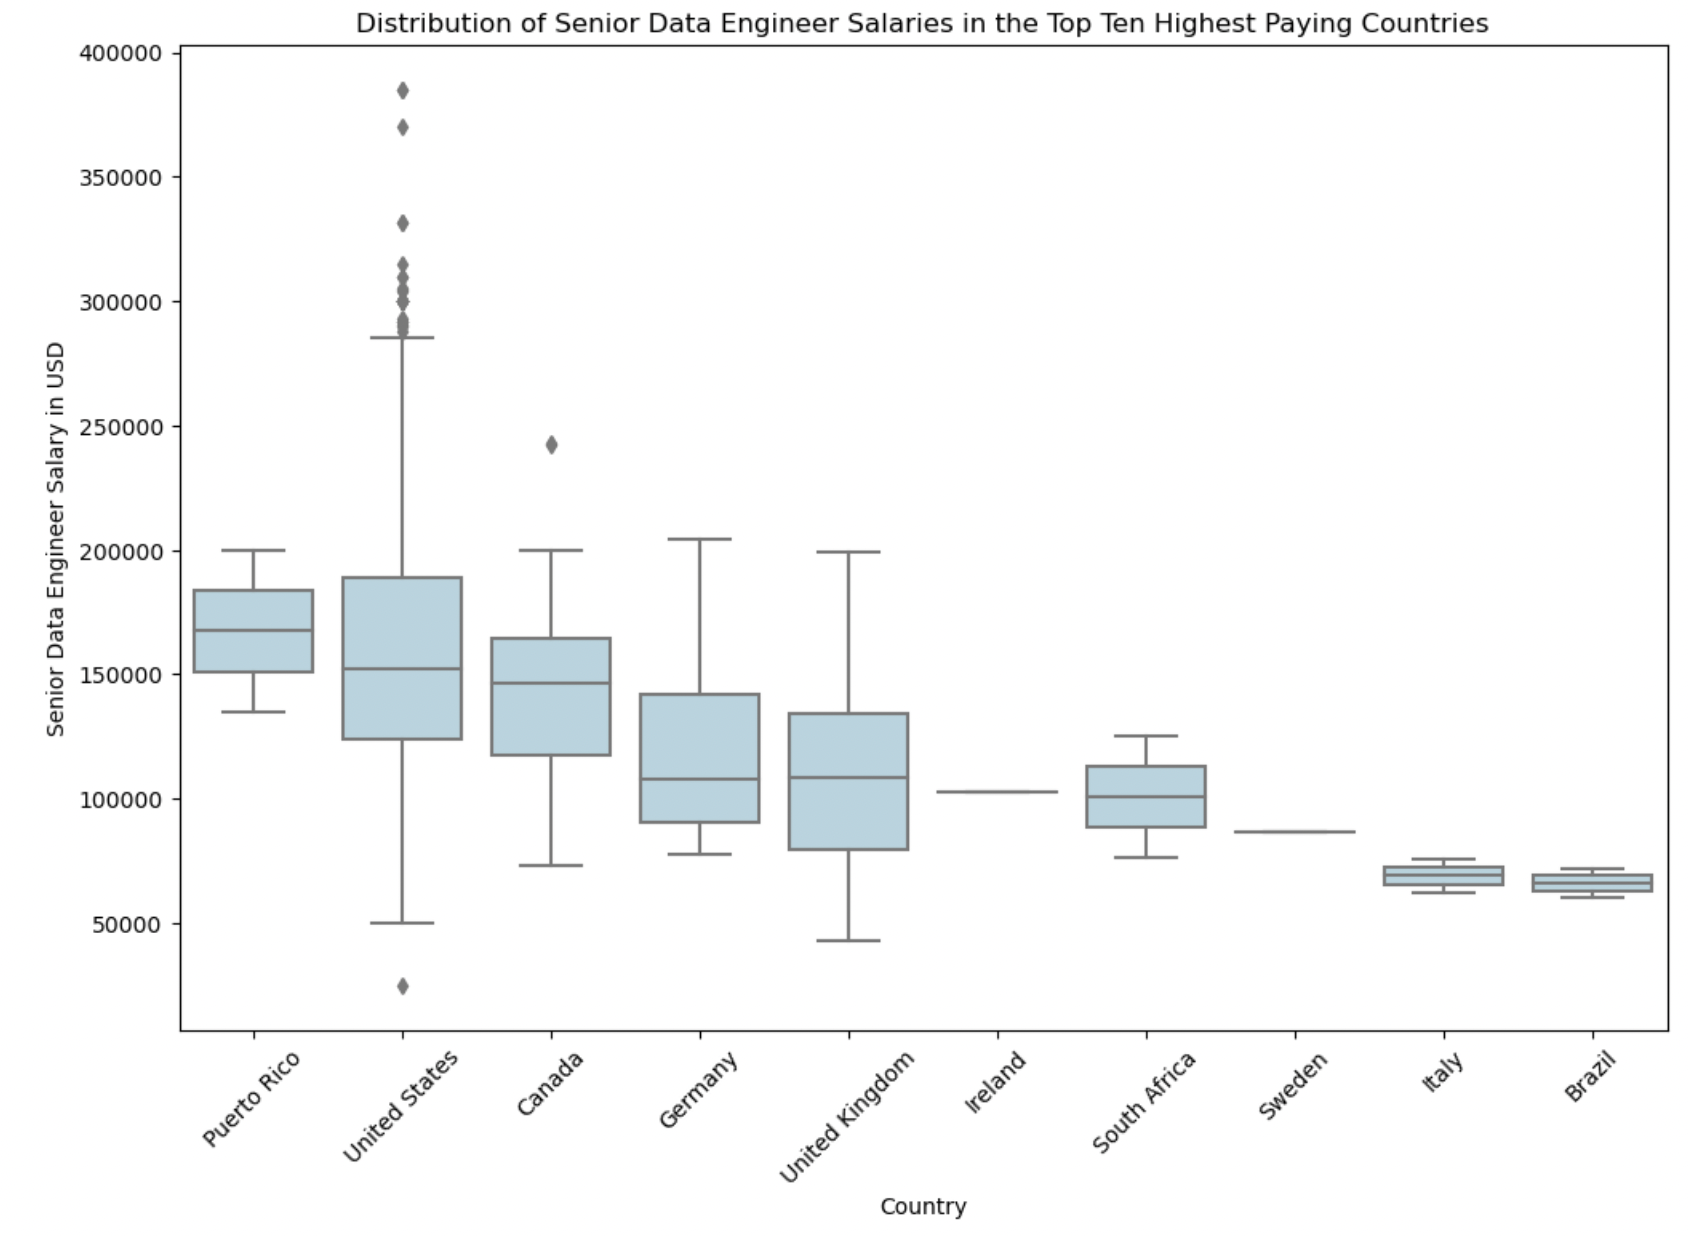 Distribution of Senior Data Engineer Salaries in the Top Ten Highest Paying Countries
Senior Data Engineer Salary in USD
400000
350000
300000
250000
200000
150000
100000
50000
Puerto Rico
United States
Canada
Germany
United Kingdom
Ireland
South Africa
Sweden
Italy
Brazil
Country